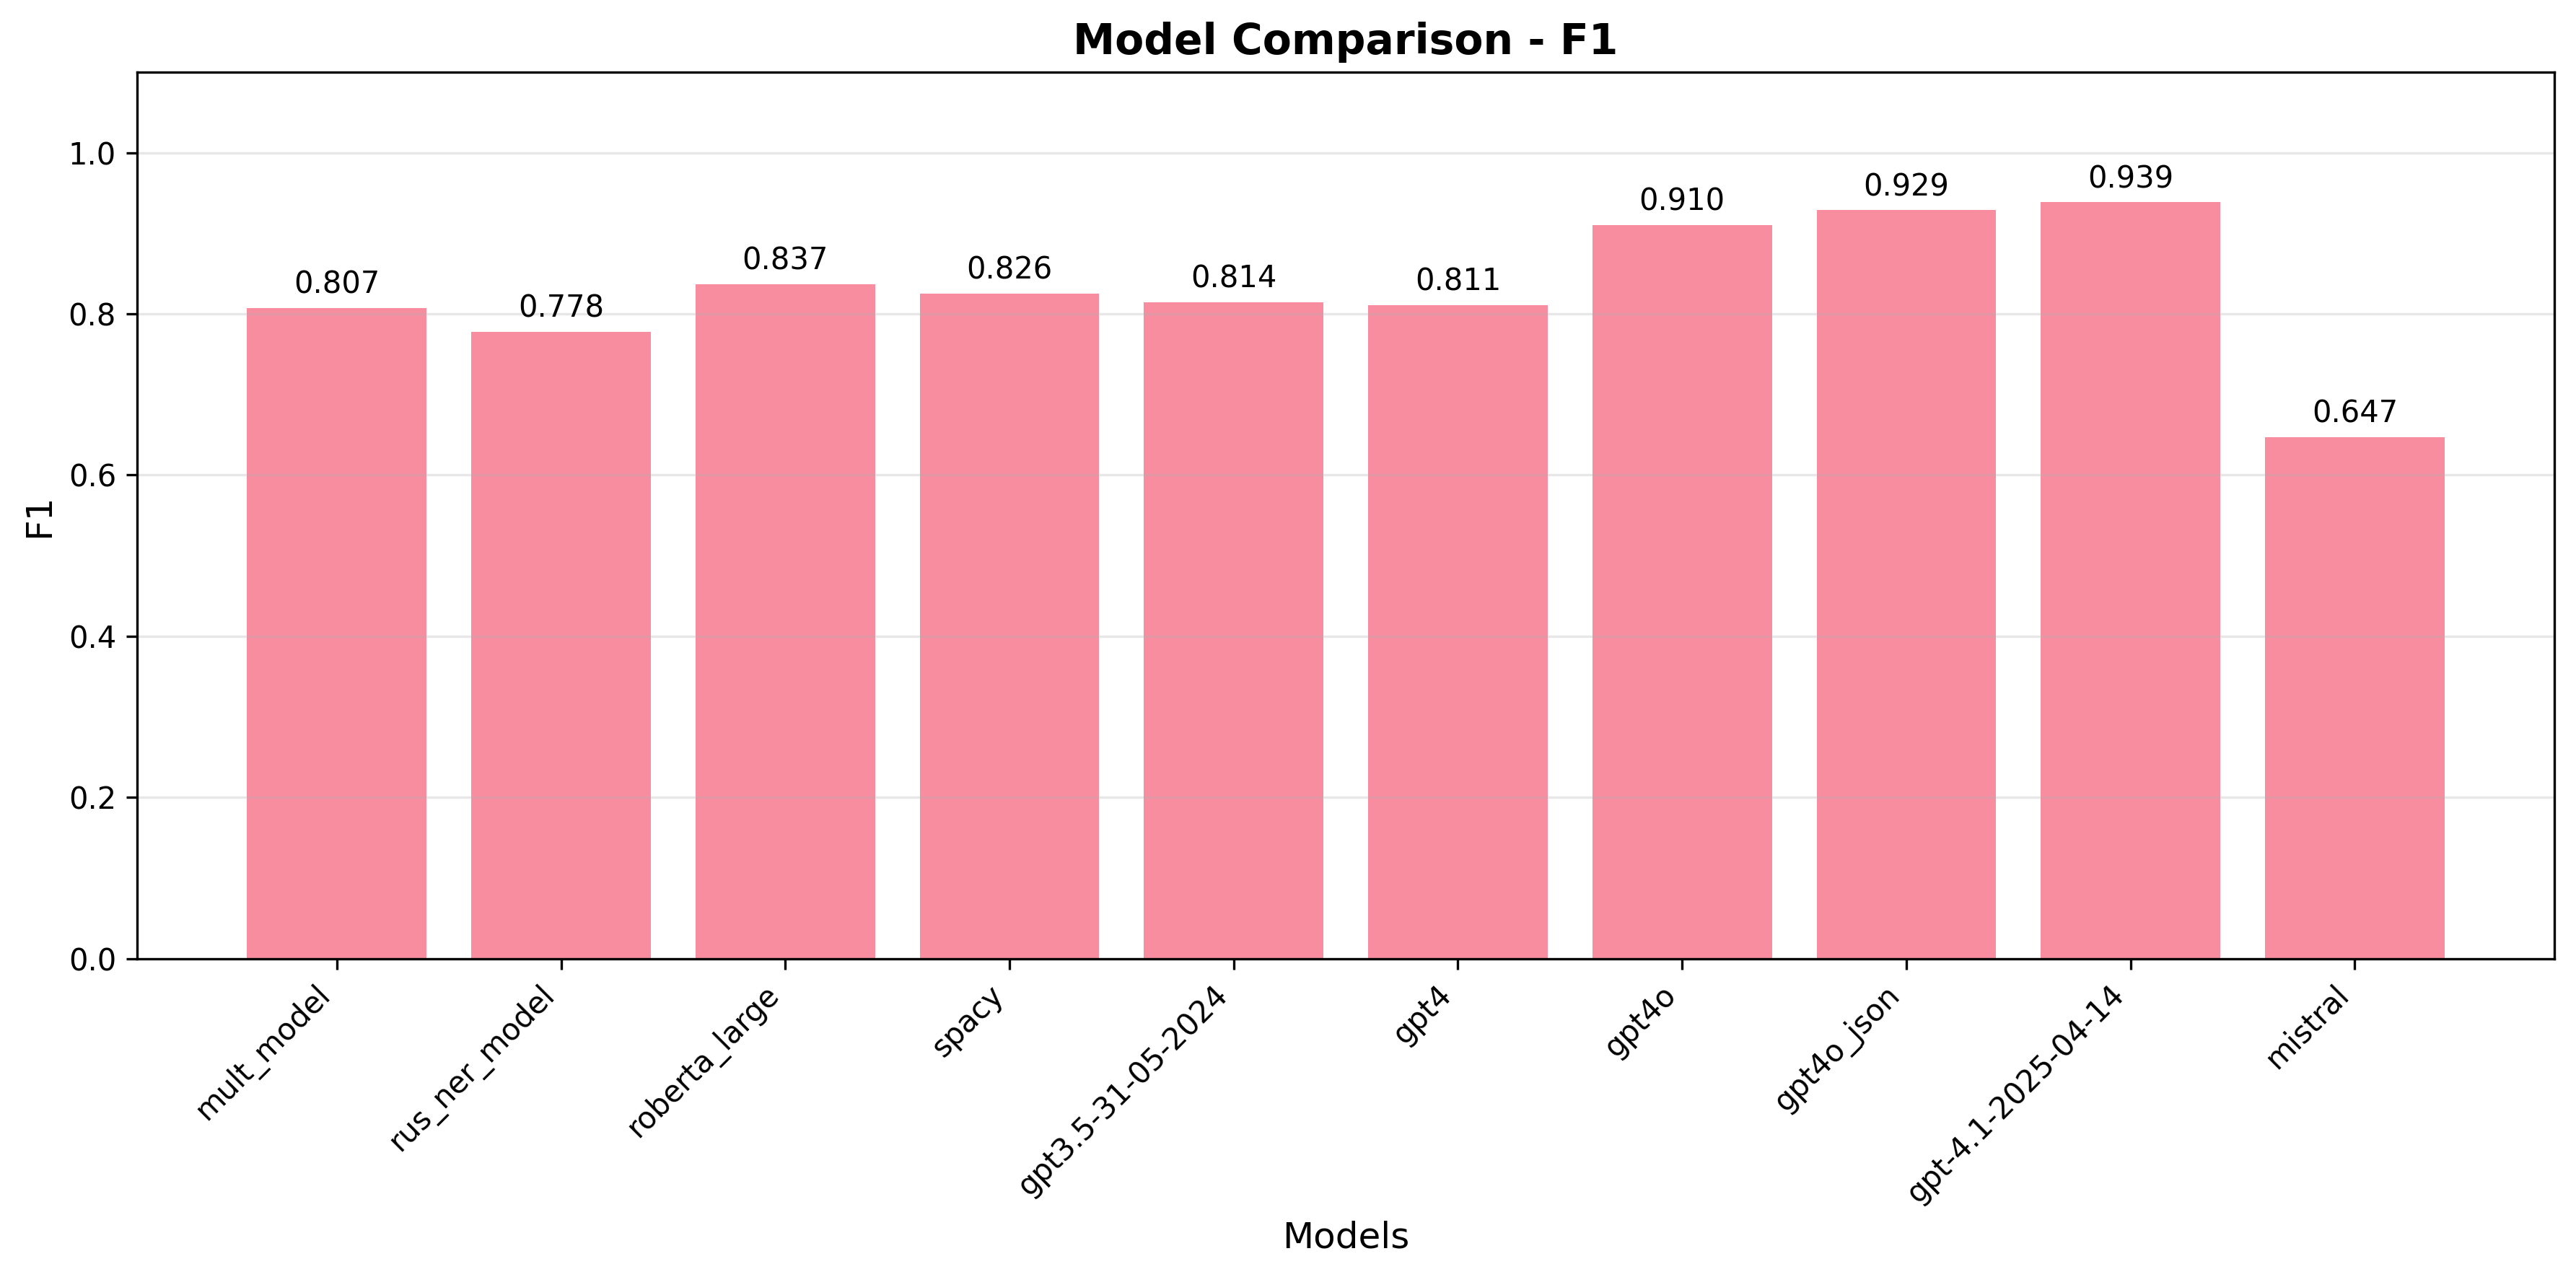 Model Comparison - F1
1.0
0.8
0.6
0.4
0.2
0.0
F1
0.807
0.778
0.837
0.826
0.814
0.811
0.910
0.929
0.939
0.647
mult_model
rus_ner_model
roberta_large
spacy
gpt3.5-31-05-2024
gpt4
gpt4o
gpt4o_json
gpt-4.1-2025-04-14
mistral
Models